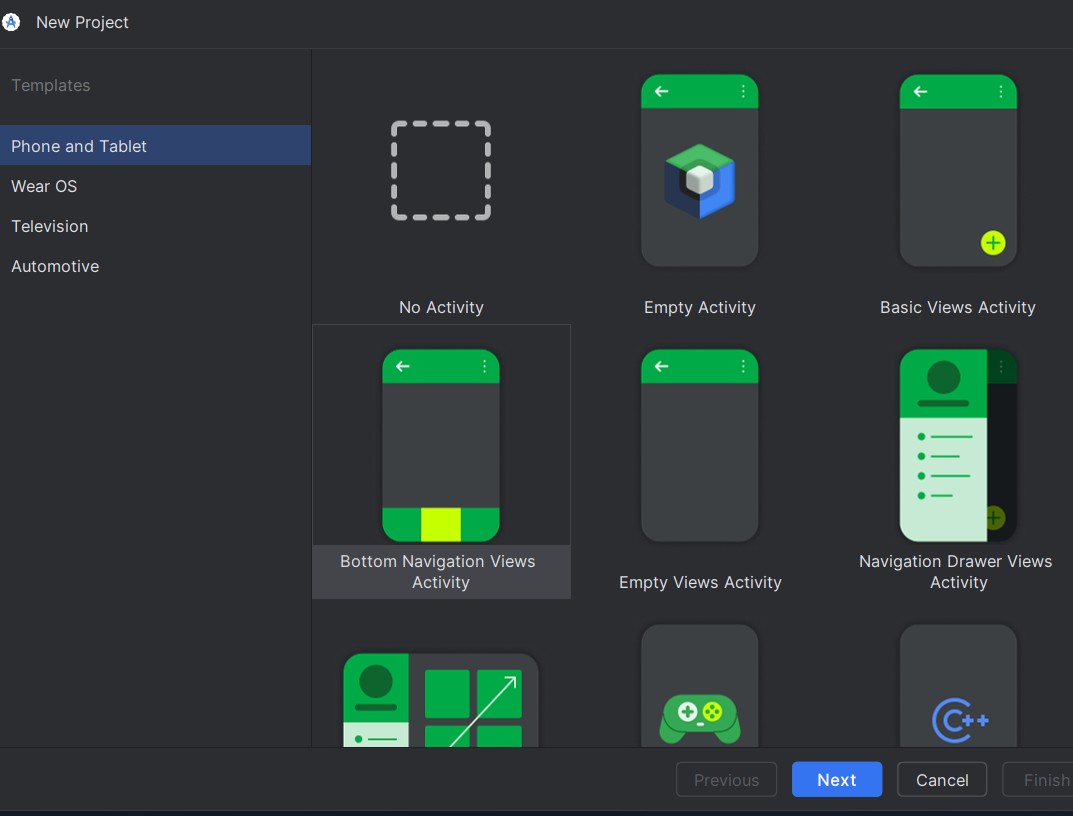 New Project
Templates
Phone and Tablet
Wear OS
Television
Automotive
No Activity
Empty Activity
Basic Views Activity
Bottom Navigation Views
Activity
Empty Views Activity
Navigation Drawer Views
Activity
C++
Previous
Next
Cancel
Finish